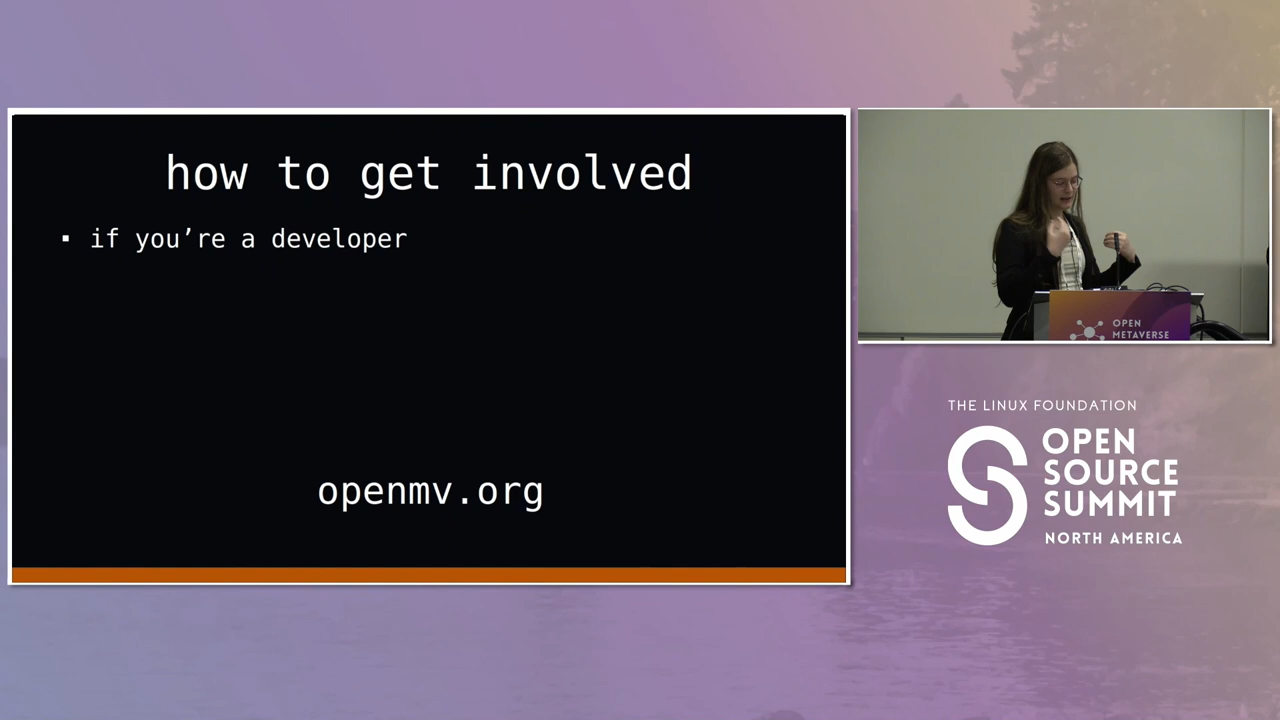 how to get involved
▪ if you’re a developer
openmv.org
OPEN
METAVERSE
THE LINUX FOUNDATION
OPEN
SOURCE
SUMMIT
NORTH AMERICA